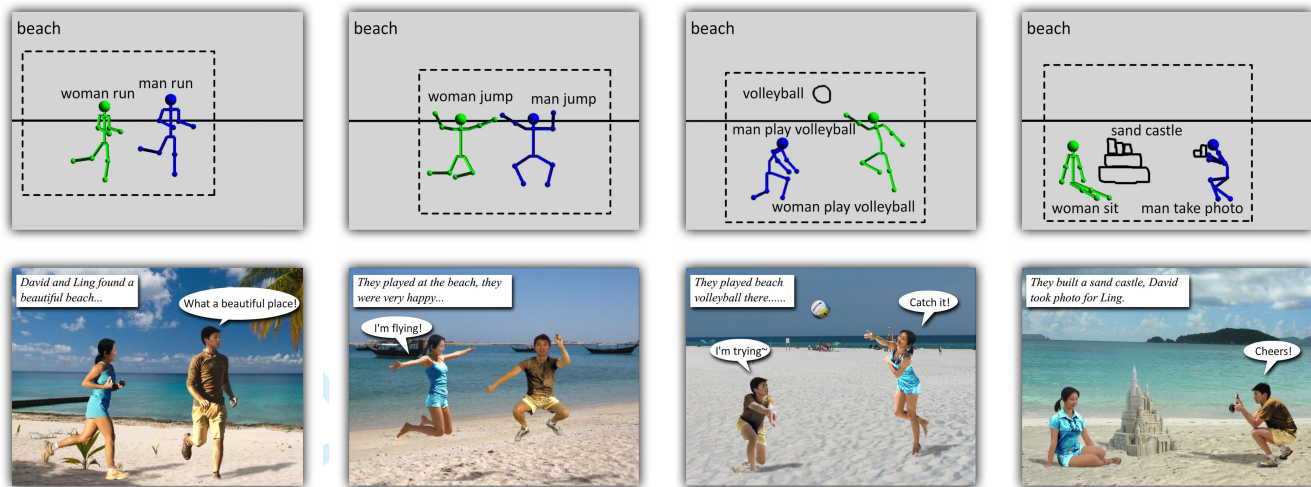 beach
woman run
man run
beach
woman jump
man jump
beach
volleyball
man play volleyball
woman play volleyball
beach
sand castle
woman sit
man take photo
David and Ling found a
beautiful beach...
What a beautiful place!
They played at the beach, they
were very happy...
I'm flying!
They played beach
volleyball there......
Catch it!
I'm trying~
They built a sand castle, David
took photo for Ling.
Cheers!